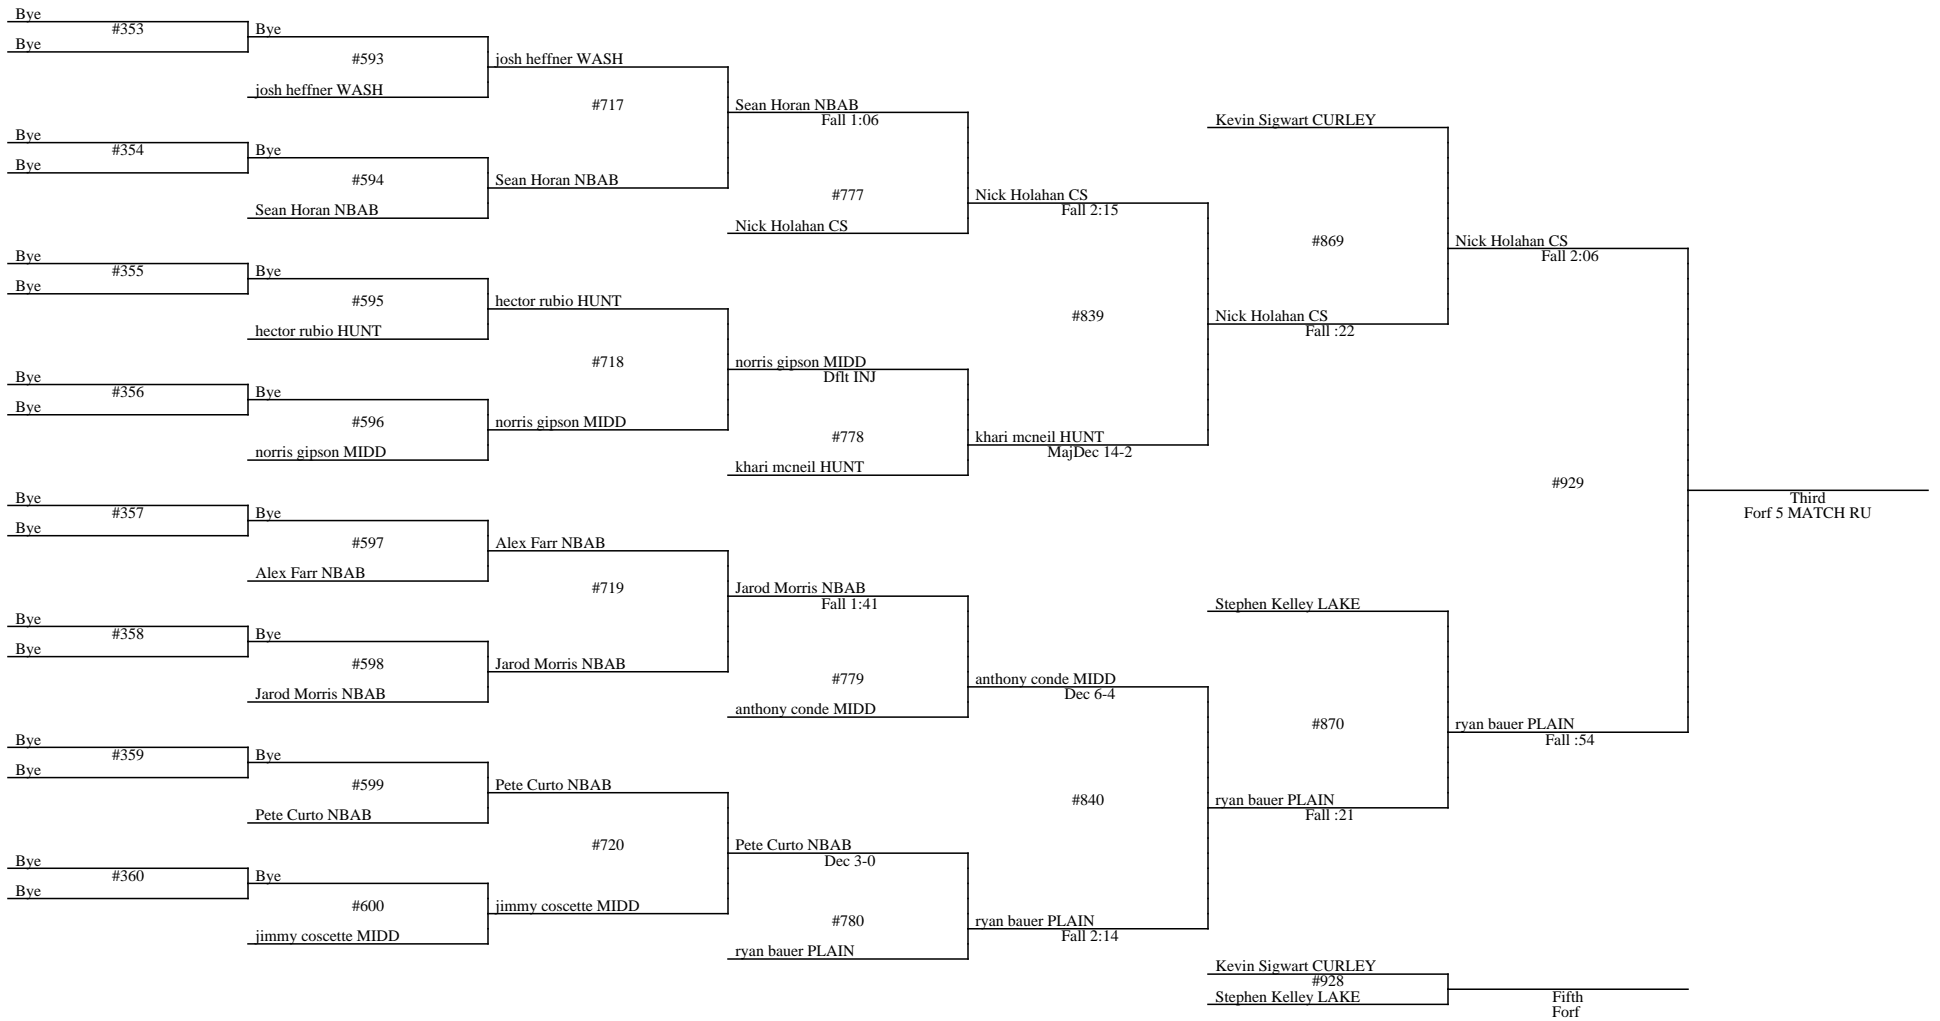 Bye
#353
Bye
Bye
#593
josh heffner WASH
josh heffner WASH
#717
Bye
#354
Bye
Bye
#594
Sean Horan NBAB
Sean Horan NBAB
Sean Horan NBAB
Fall 1:06
#777
Nick Holahan CS
Bye
#355
Bye
Bye
#595
hector rubio HUNT
hector rubio HUNT
#718
Bye
#356
Bye
Bye
#596
norris gipson MIDD
norris gipson MIDD
norris gipson MIDD
Dflt INJ
#778
khari mcneil HUNT
Nick Holahan CS
Fall 2:15
#839
khari mcneil HUNT
MajDec 14-2
Kevin Sigwart CURLEY
#869
Nick Holahan CS
Fall :22
Nick Holahan CS
Fall 2:06
Bye
#357
Bye
Bye
#597
Alex Farr NBAB
Alex Farr NBAB
#719
Bye
#358
Bye
Bye
#598
Jarod Morris NBAB
Jarod Morris NBAB
Jarod Morris NBAB
Fall 1:41
#779
anthony conde MIDD
Bye
#359
Bye
Bye
#599
Pete Curto NBAB
Pete Curto NBAB
#720
Bye
#360
Bye
Bye
#600
jimmy coscette MIDD
jimmy coscette MIDD
Pete Curto NBAB
Dec 3-0
#780
ryan bauer PLAIN
anthony conde MIDD
Dec 6-4
#840
ryan bauer PLAIN
Fall 2:14
Stephen Kelley LAKE
#870
ryan bauer PLAIN
Fall :21
ryan bauer PLAIN
Fall :54
#929
Third
Forf 5 MATCH RU
Kevin Sigwart CURLEY
#928
Stephen Kelley LAKE
Fifth
Forf